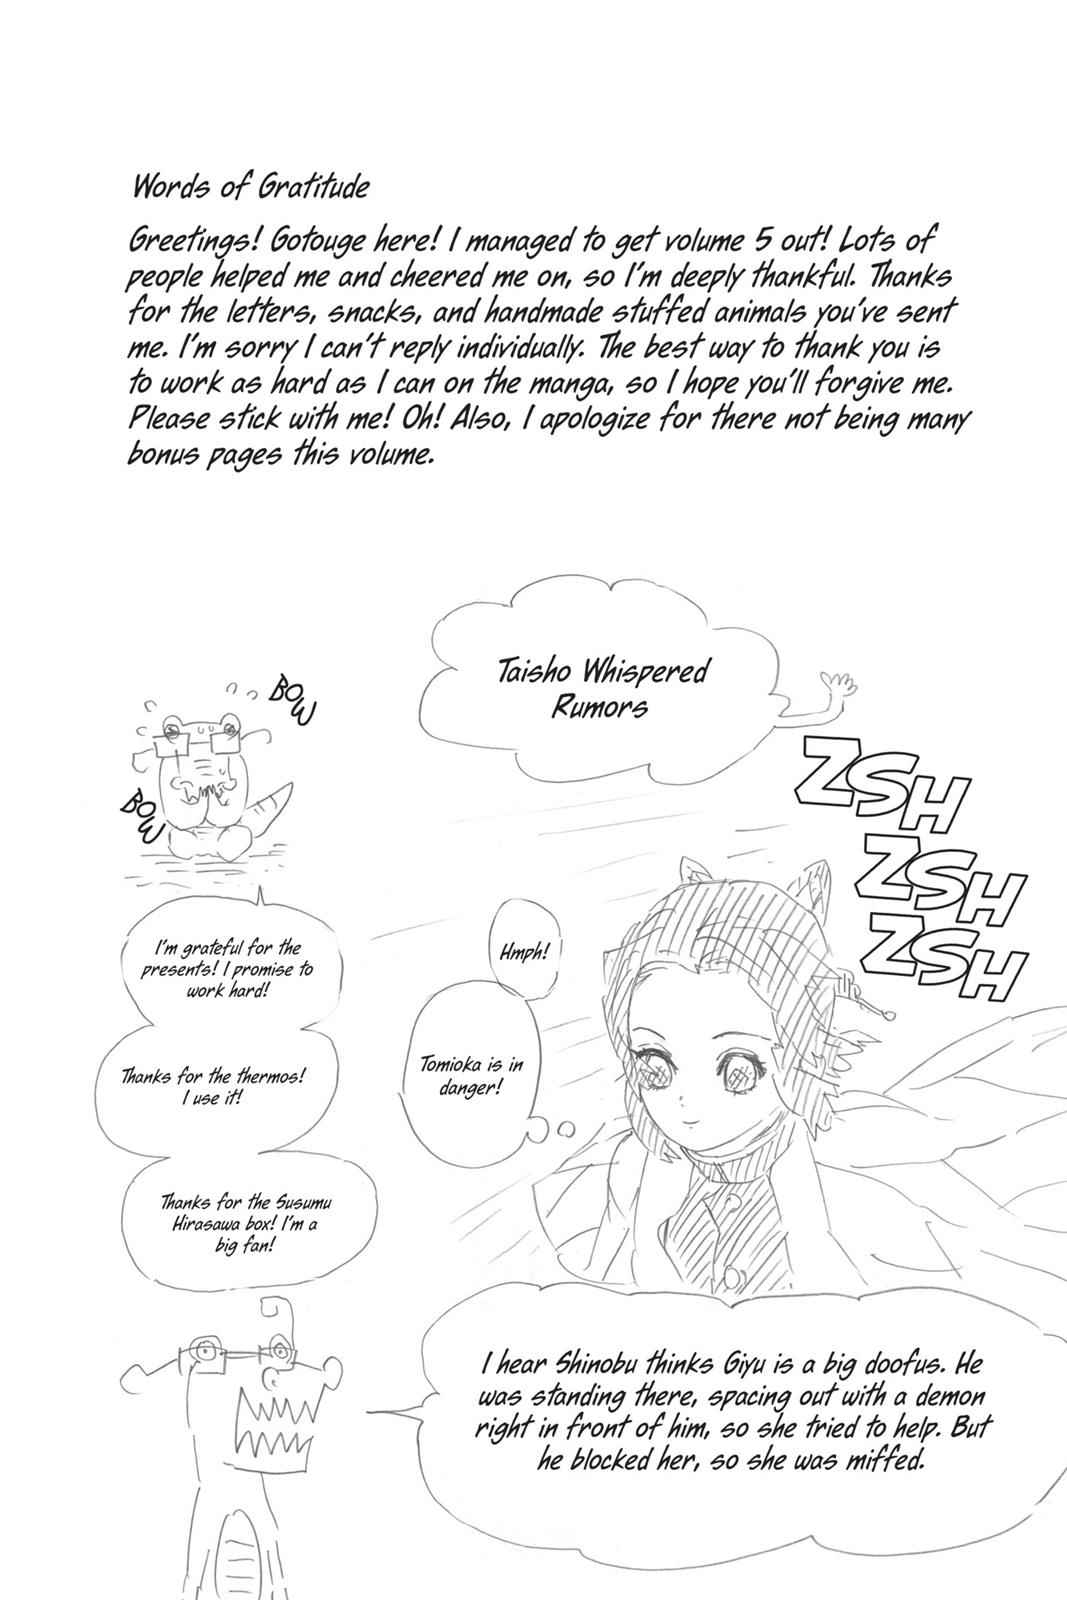 Words of Gratitude
Greetings! Gotouge here! I managed to get volume 5 out! Lots of
people helped me and cheered me on, so I'm deeply thankful. Thanks
for the letters, snacks, and handmade stuffed animals you've sent
me. I'm sorry I can't reply individually. The best way to thank you is
to work as hard as I can on the manga, so I hope you'll forgive me.
Please stick with me! Oh! Also, I apologize for there not being many
bonus pages this volume.
Taisho Whispered
Rumors
BOW
BOW
ZSH
ZSH
ZSH
I'm grateful for the
presents! I promise to
work hard!
Hmph!
Tomioka is in
danger!
Thanks for the thermos!
I use it!
Thanks for the Susumu
Hirasawa box! I'm a
big fan!
I hear Shinobu thinks Giyu is a big doofus. He
was standing there, spacing out with a demon
right in front of him, so she tried to help. But
he blocked her, so she was miffed.